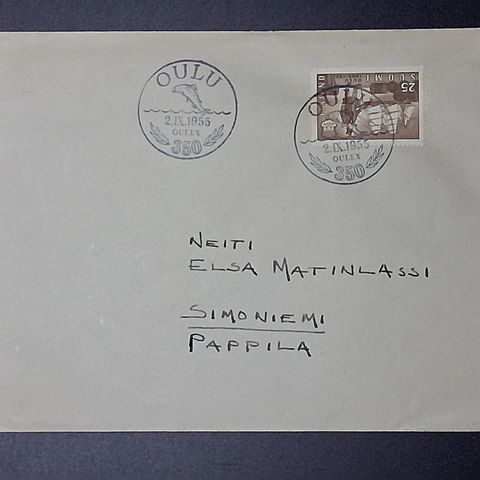 OULU
2.IX.1955
OULEX
350
OULU
2.IX.1955
OULEX
350
25
SUOMI
OULU
NEITI
ELSA MATINLASSI
SIMONIEMI
PAPPILA